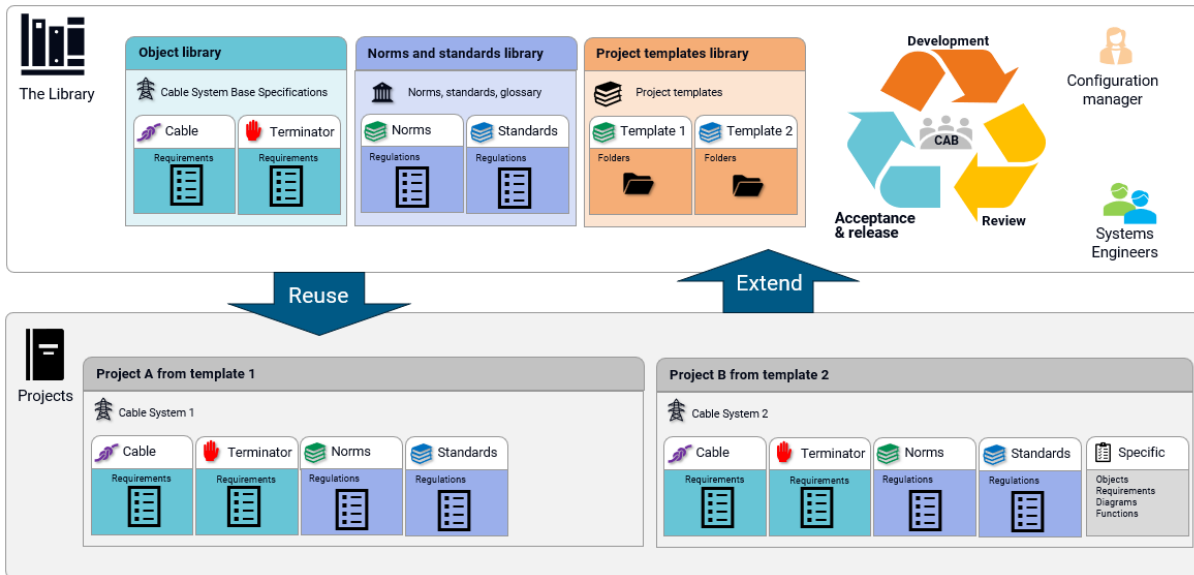 The Library
Object library
Cable System Base Specifications
Cable
Requirements
Terminator
Requirements
Norms and standards library
Norms, standards, glossary
Norms
Regulations
Standards
Regulations
Project templates library
Project templates
Template 1
Folders
Template 2
Folders
Development
CAB
Acceptance
& release
Review
Configuration
manager
Systems
Engineers
Reuse
Extend
Projects
Project A from template 1
Cable System 1
Cable
Requirements
Terminator
Requirements
Norms
Regulations
Standards
Regulations
Project B from template 2
Cable System 2
Cable
Requirements
Terminator
Requirements
Norms
Regulations
Standards
Regulations
Specific
Objects
Requirements
Diagrams
Functions